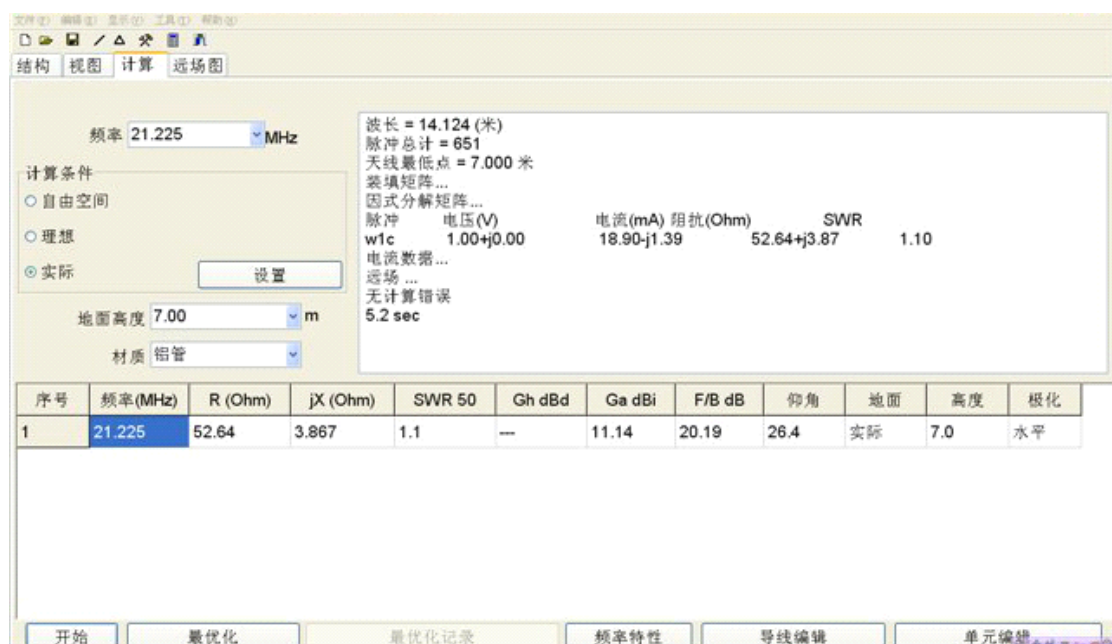 文件(F) 编辑(E) 显示(V) 工具(T) 帮助(H)
结构 视图 计算 远场图
频率 21.225 MHz
计算条件
自由空间
理想
实际
设置
地面高度 7.00 m
材质 铝管
波长 = 14.124 (米)
脉冲总计 = 651
天线最低点 = 7.000 米
装填矩阵...
因式分解矩阵...
脉冲 电压(V) 电流(mA) 阻抗(Ohm) SWR
w1c 1.00+j0.00 18.90-j1.39 52.64+j3.87 1.10
电流数据...
远场 ...
无计算错误
5.2 sec
序号 频率(MHz) R (Ohm) jX (Ohm) SWR 50 Gh dBd Ga dBi F/B dB 仰角 地面 高度 极化
1 21.225 52.64 3.867 1.1 --- 11.14 20.19 26.4 实际 7.0 水平
开始 最优化 最优化记录 频率特性 导线编辑 单元编辑